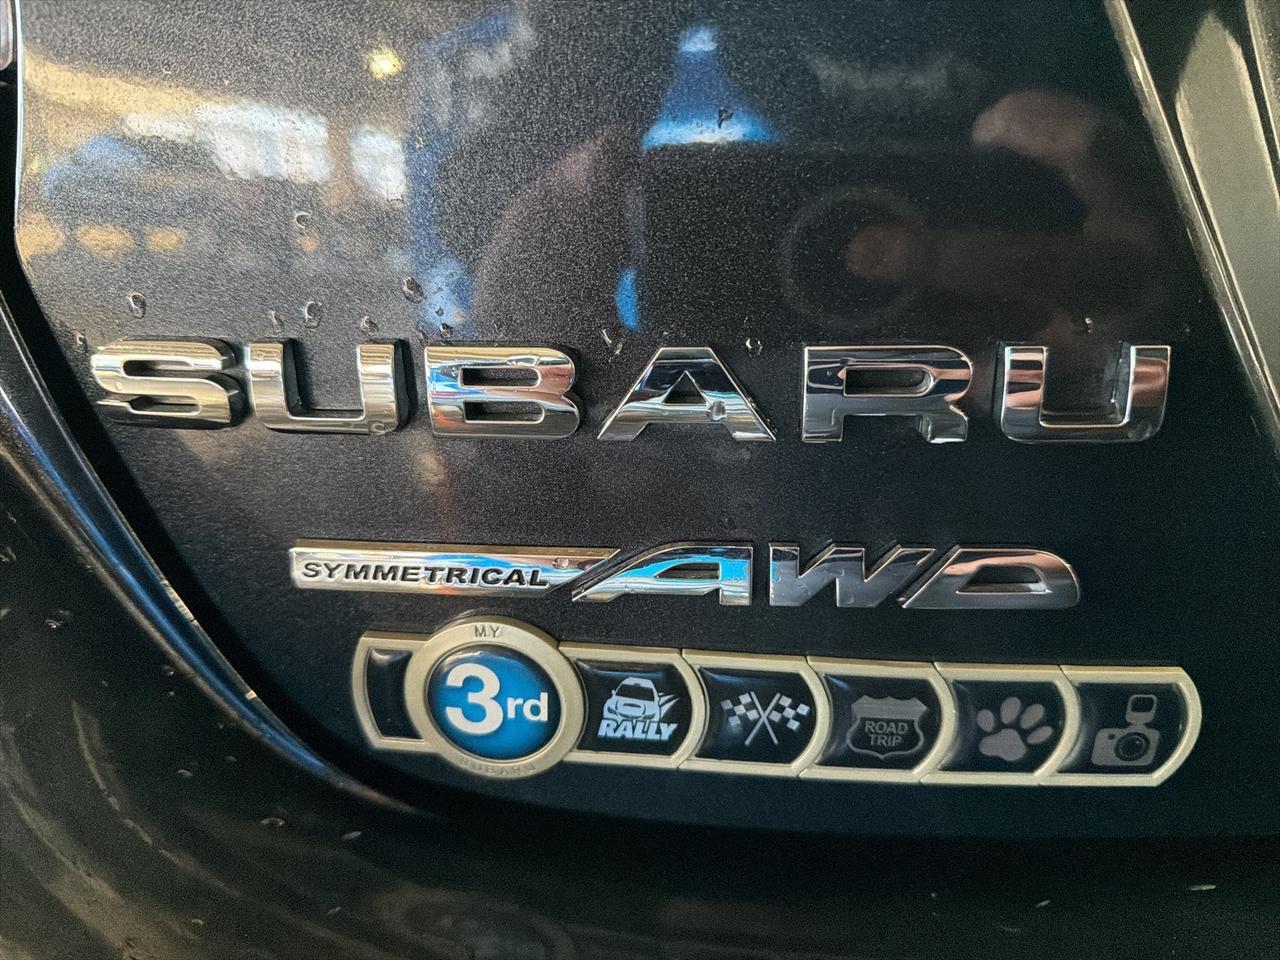 SUBARU
SYMMETRICAL AWD
MY
3rd
SUBARU
RALLY
ROAD
TRIP